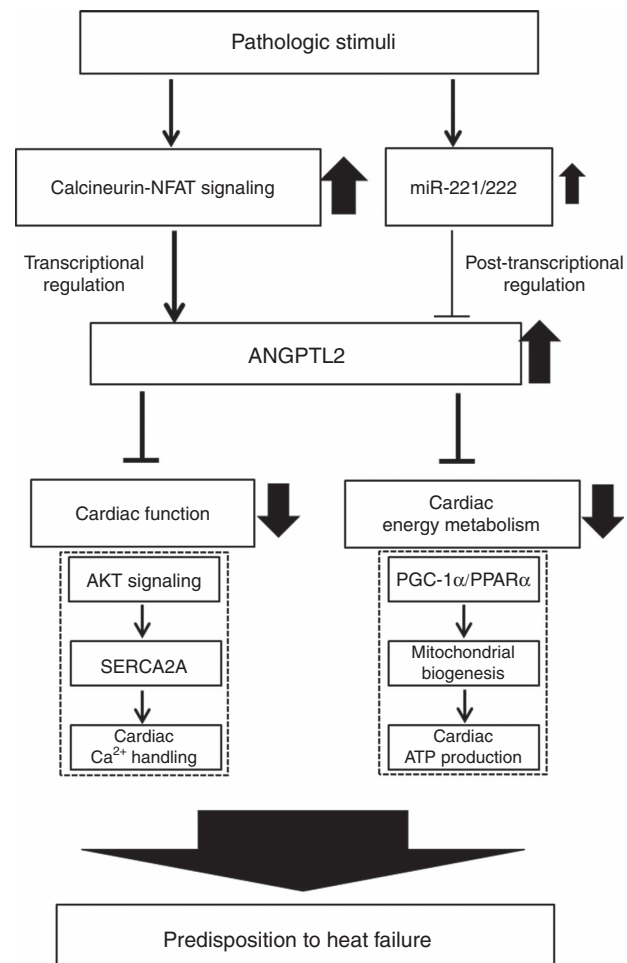 Pathologic stimuli
Calcineurin-NFAT signaling
miR-221/222
Transcriptional
regulation
Post-transcriptional
regulation
ANGPTL2
Cardiac function
Cardiac
energy metabolism
AKT signaling
PGC-1α/PPARα
SERCA2A
Mitochondrial
biogenesis
Cardiac
Ca²⁺ handling
Cardiac
ATP production
Predisposition to heat failure